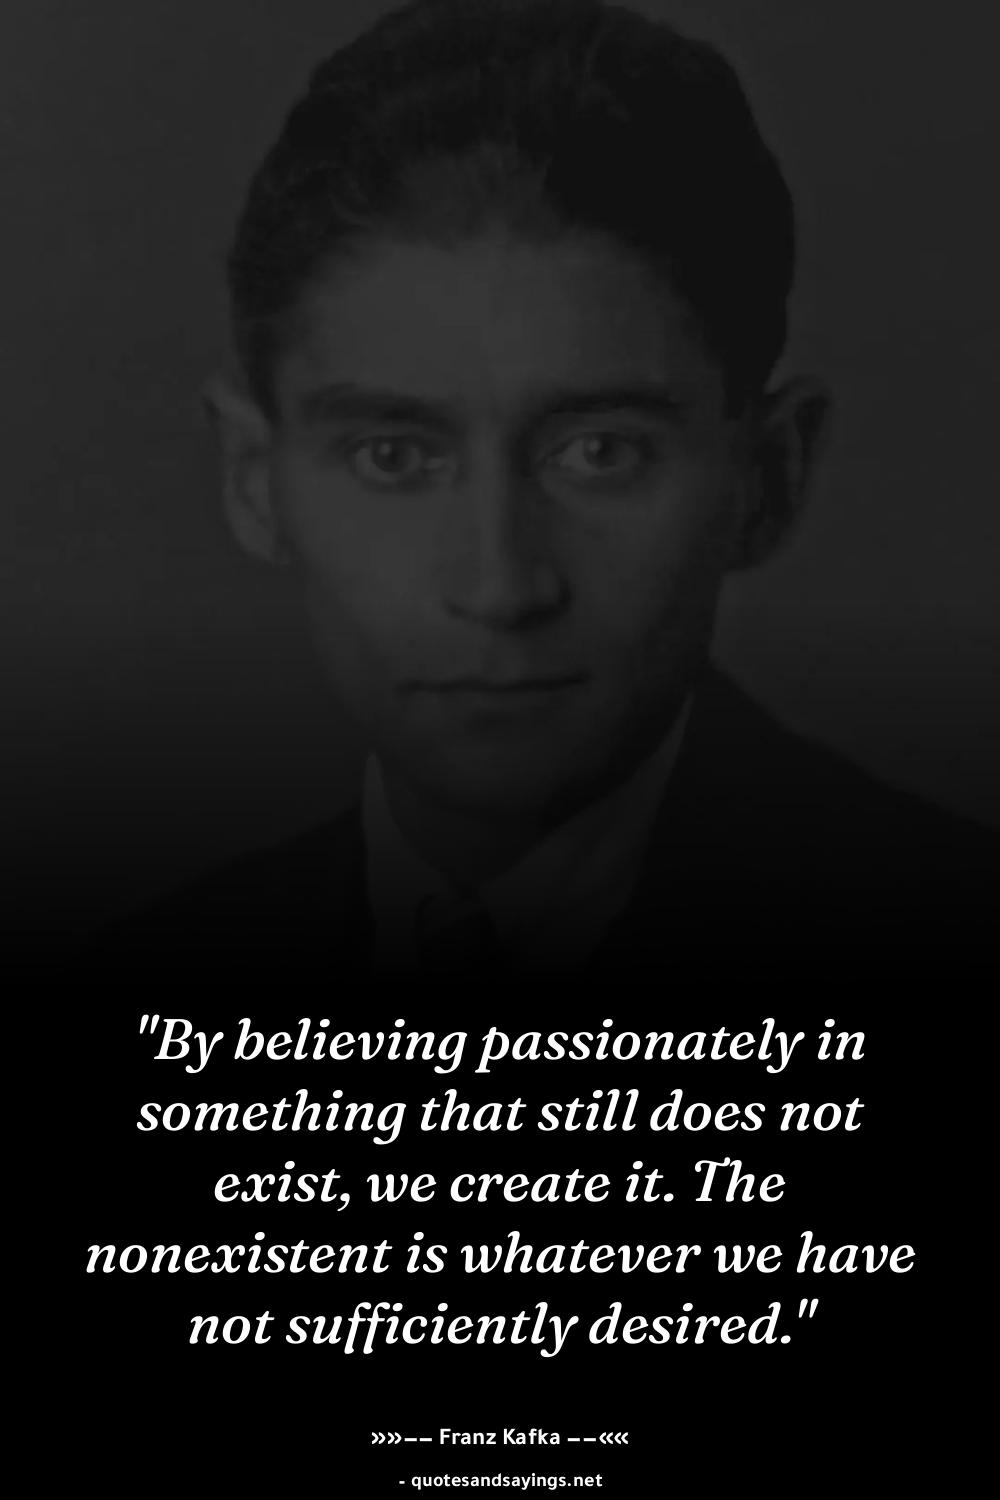 "By believing passionately in
something that still does not
exist, we create it. The
nonexistent is whatever we have
not sufficiently desired."
»»–– Franz Kafka ––««
- quotesandsayings.net